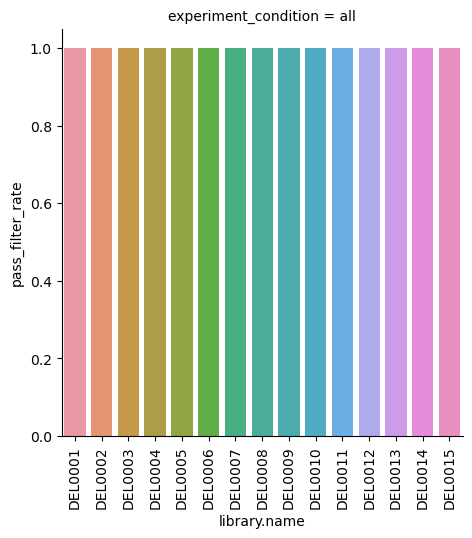 experiment_condition = all
pass_filter_rate
1.0
0.8
0.6
0.4
0.2
0.0
DEL0001
DEL0002
DEL0003
DEL0004
DEL0005
DEL0006
DEL0007
DEL0008
DEL0009
DEL0010
DEL0011
DEL0012
DEL0013
DEL0014
DEL0015
library.name